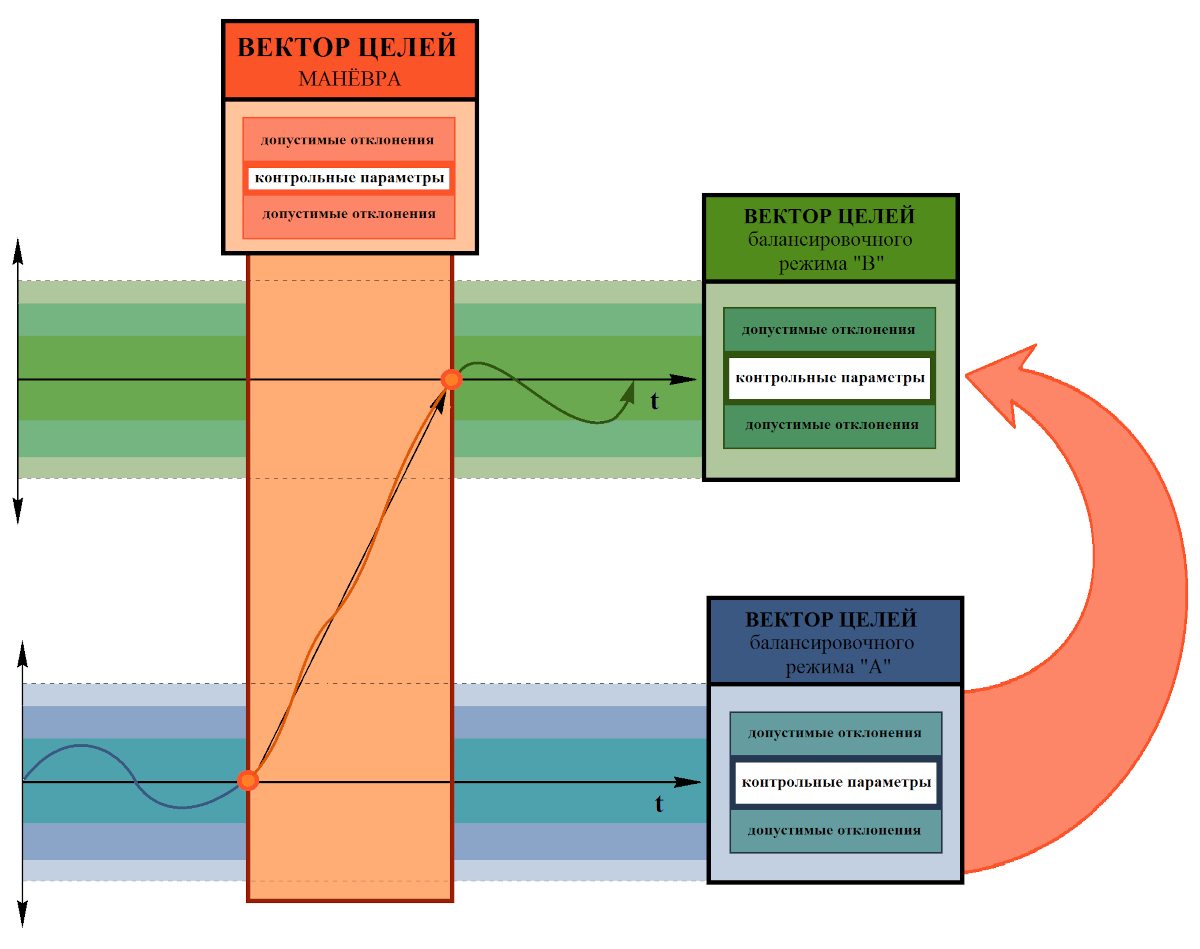 ВЕКТОР ЦЕЛЕЙ
МАНЁВРА
допустимые отклонения
контрольные параметры
допустимые отклонения
ВЕКТОР ЦЕЛЕЙ
балансировочного
режима "В"
допустимые отклонения
контрольные параметры
допустимые отклонения
t
ВЕКТОР ЦЕЛЕЙ
балансировочного
режима "А"
допустимые отклонения
контрольные параметры
допустимые отклонения
t